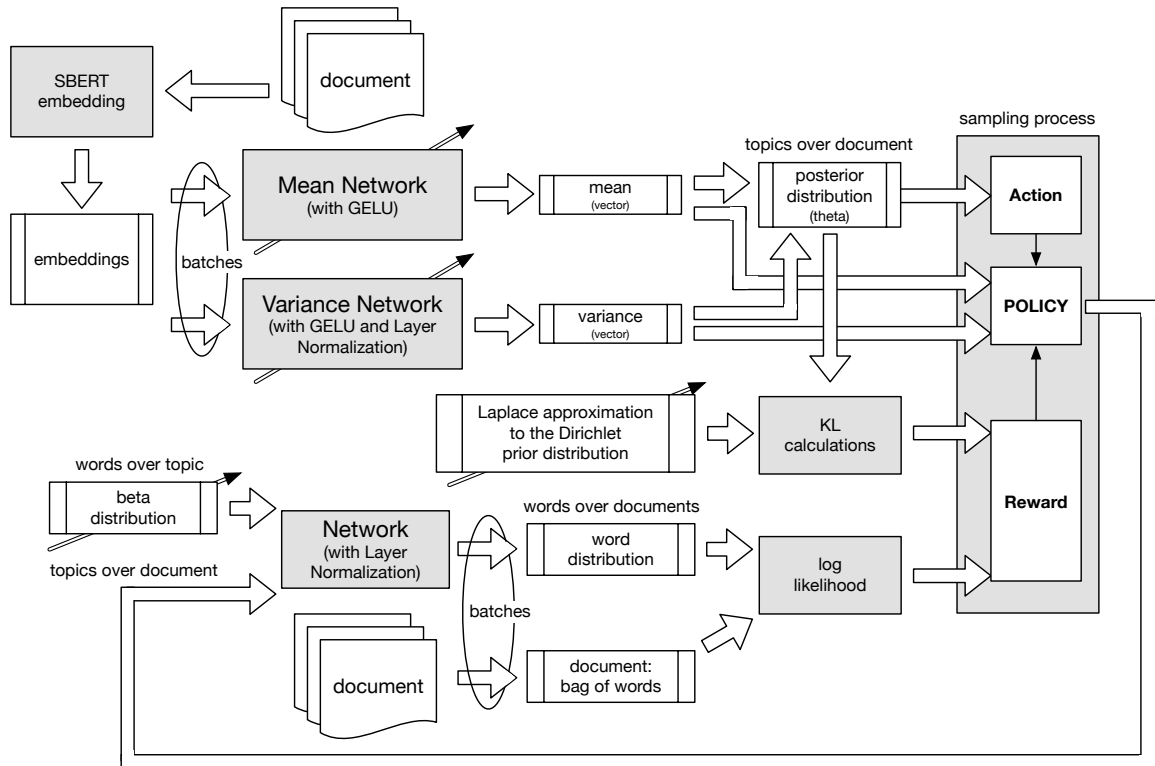 SBERT
embedding
document
sampling process
topics over document
Mean Network
(with GELU)
mean
(vector)
posterior
distribution
(theta)
Action
embeddings
batches
Variance Network
(with GELU and Layer
Normalization)
variance
(vector)
POLICY
Laplace approximation
to the Dirichlet
prior distribution
KL
calculations
words over topic
beta
distribution
Network
(with Layer
Normalization)
words over documents
word
distribution
log
likelihood
Reward
topics over document
batches
document
document:
bag of words